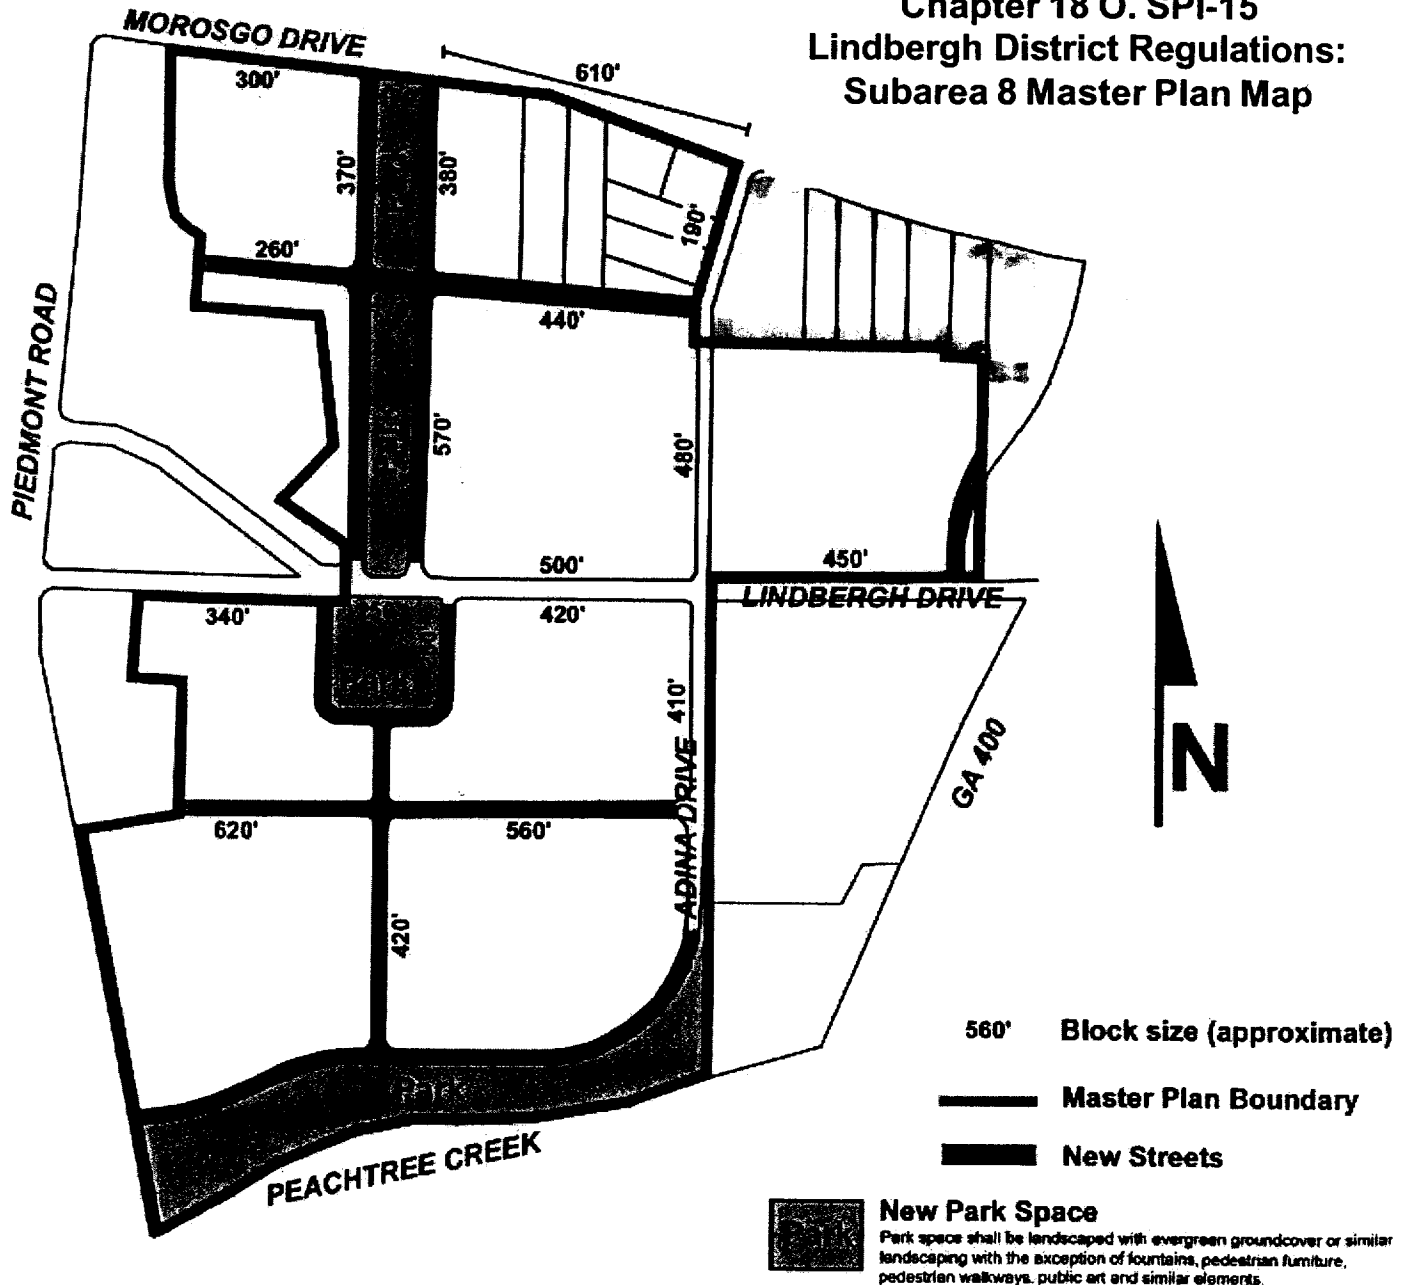 Chapter 18 O. SPI-15
Lindbergh District Regulations:
Subarea 8 Master Plan Map
MOROSGO DRIVE
610'
300'
370'
380'
190'
260'
440'
PIEDMONT ROAD
570'
480'
500'
450'
LINDBERGH DRIVE
340'
420'
410'
ADINA DRIVE
GA 400
N
620'
560'
420'
Park
PEACHTREE CREEK
560' Block size (approximate)
Master Plan Boundary
New Streets
Park
New Park Space
Park space shall be landscaped with evergreen groundcover or similar
landscaping with the exception of fountains, pedestrian furniture,
pedestrian walkways, public art and similar elements.